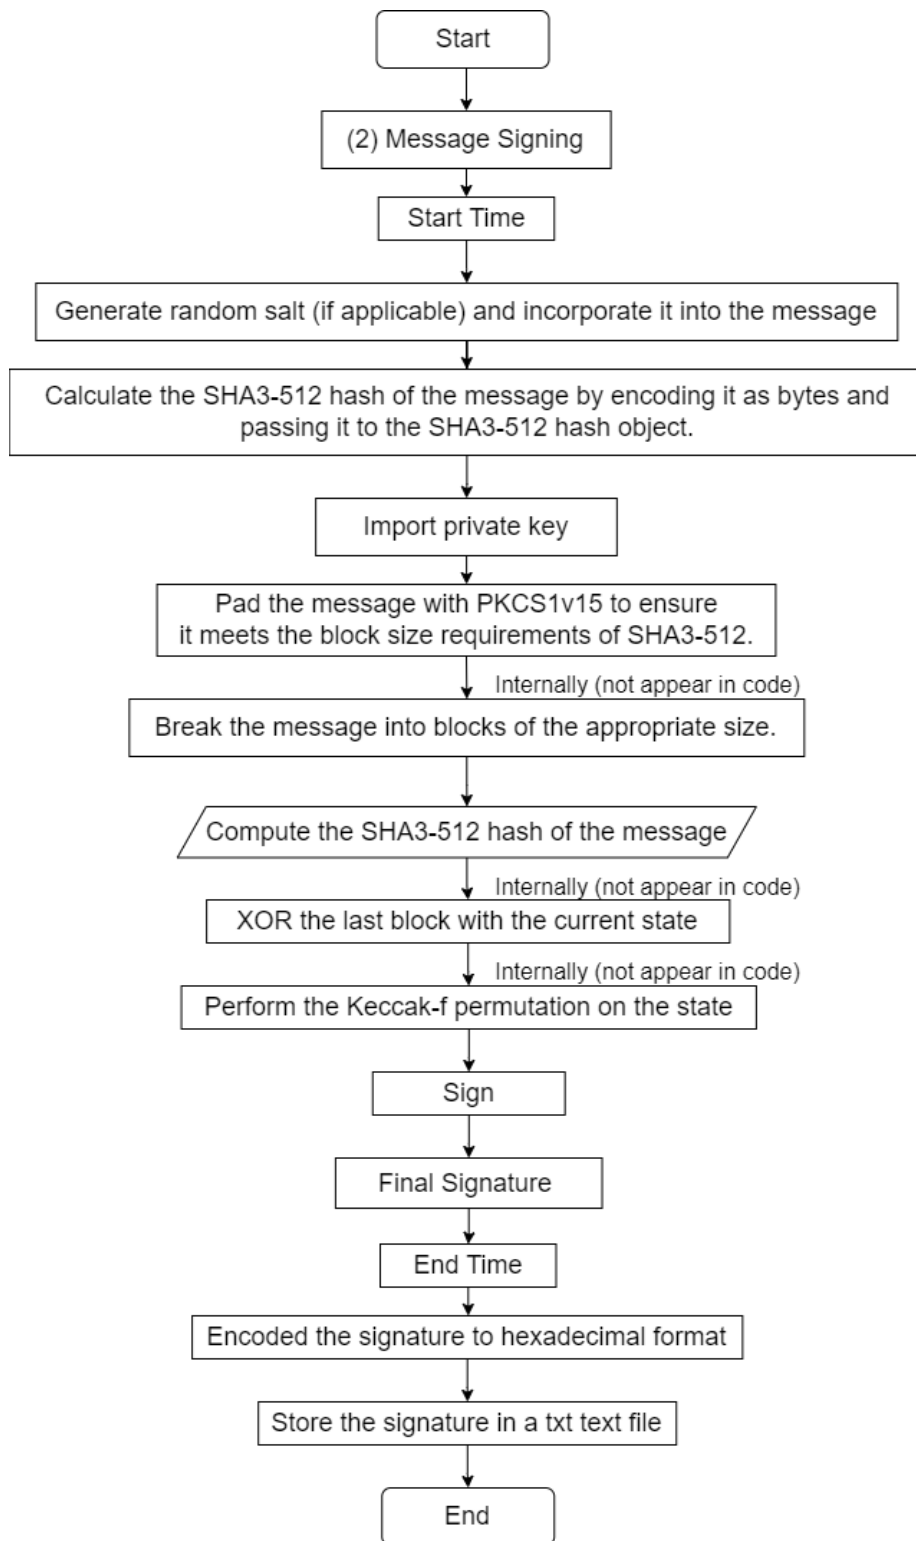 Start
(2) Message Signing
Start Time
Generate random salt (if applicable) and incorporate it into the message
Calculate the SHA3-512 hash of the message by encoding it as bytes and
passing it to the SHA3-512 hash object.
Import private key
Pad the message with PKCS1v15 to ensure
it meets the block size requirements of SHA3-512.
Internally (not appear in code)
Break the message into blocks of the appropriate size.
Compute the SHA3-512 hash of the message
Internally (not appear in code)
XOR the last block with the current state
Internally (not appear in code)
Perform the Keccak-f permutation on the state
Sign
Final Signature
End Time
Encoded the signature to hexadecimal format
Store the signature in a txt text file
End